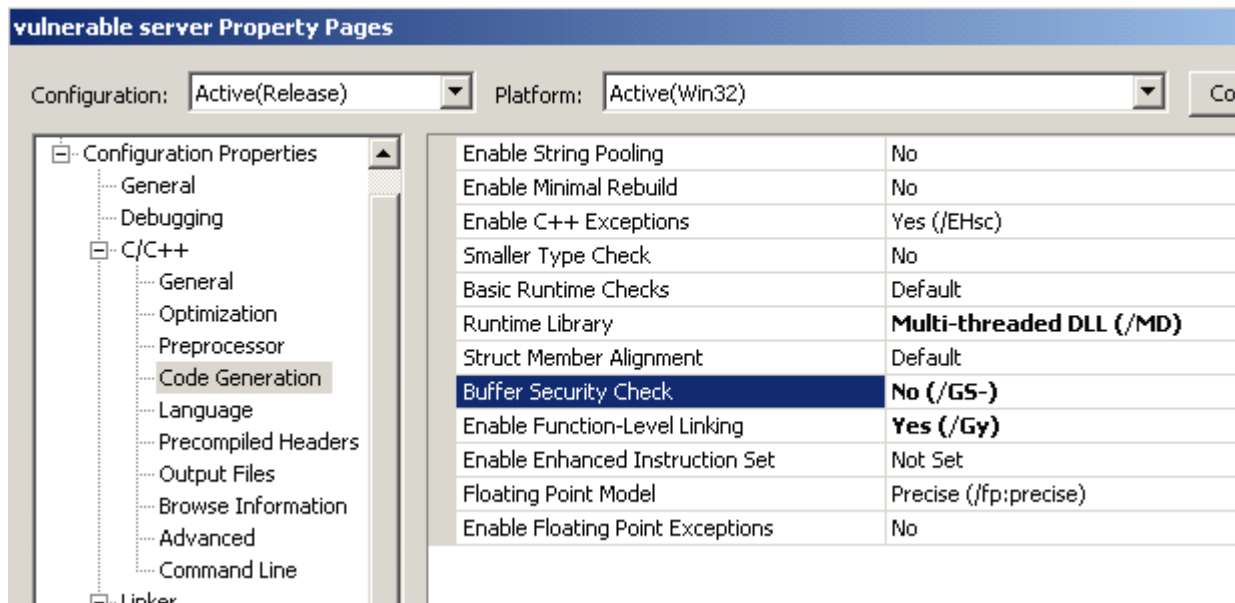 vulnerable server Property Pages
Configuration: Active(Release) Platform: Active(Win32) Co
Configuration Properties
General
Debugging
C/C++
General
Optimization
Preprocessor
Code Generation
Language
Precompiled Headers
Output Files
Browse Information
Advanced
Command Line
Linker
Enable String Pooling No
Enable Minimal Rebuild No
Enable C++ Exceptions Yes (/EHsc)
Smaller Type Check No
Basic Runtime Checks Default
Runtime Library Multi-threaded DLL (/MD)
Struct Member Alignment Default
Buffer Security Check No (/GS-)
Enable Function-Level Linking Yes (/Gy)
Enable Enhanced Instruction Set Not Set
Floating Point Model Precise (/fp:precise)
Enable Floating Point Exceptions No